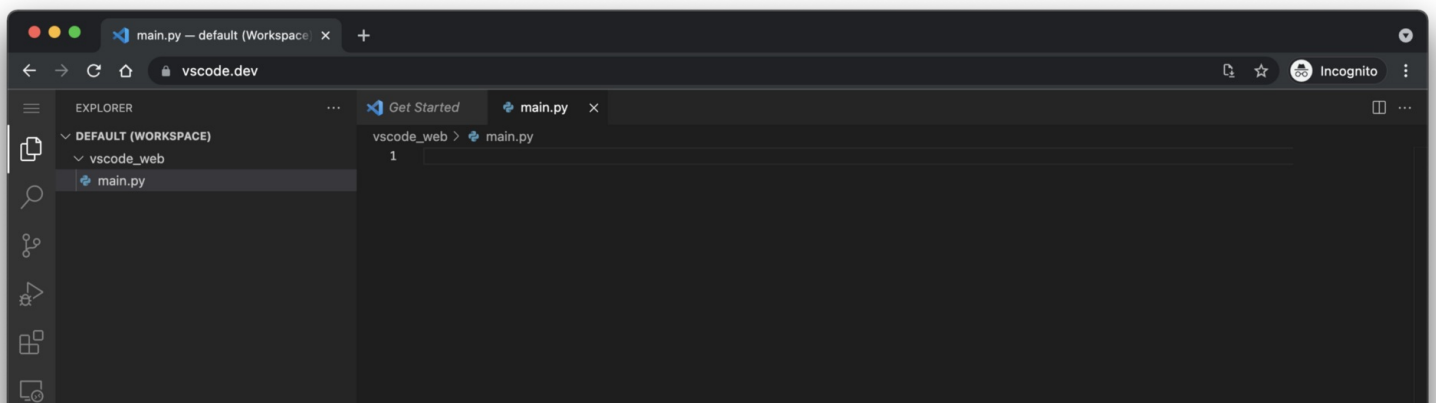 main.py — default (Workspace)
vscode.dev
Incognito
EXPLORER
Get Started
main.py
DEFAULT (WORKSPACE)
vscode_web > main.py
vscode_web
1
main.py